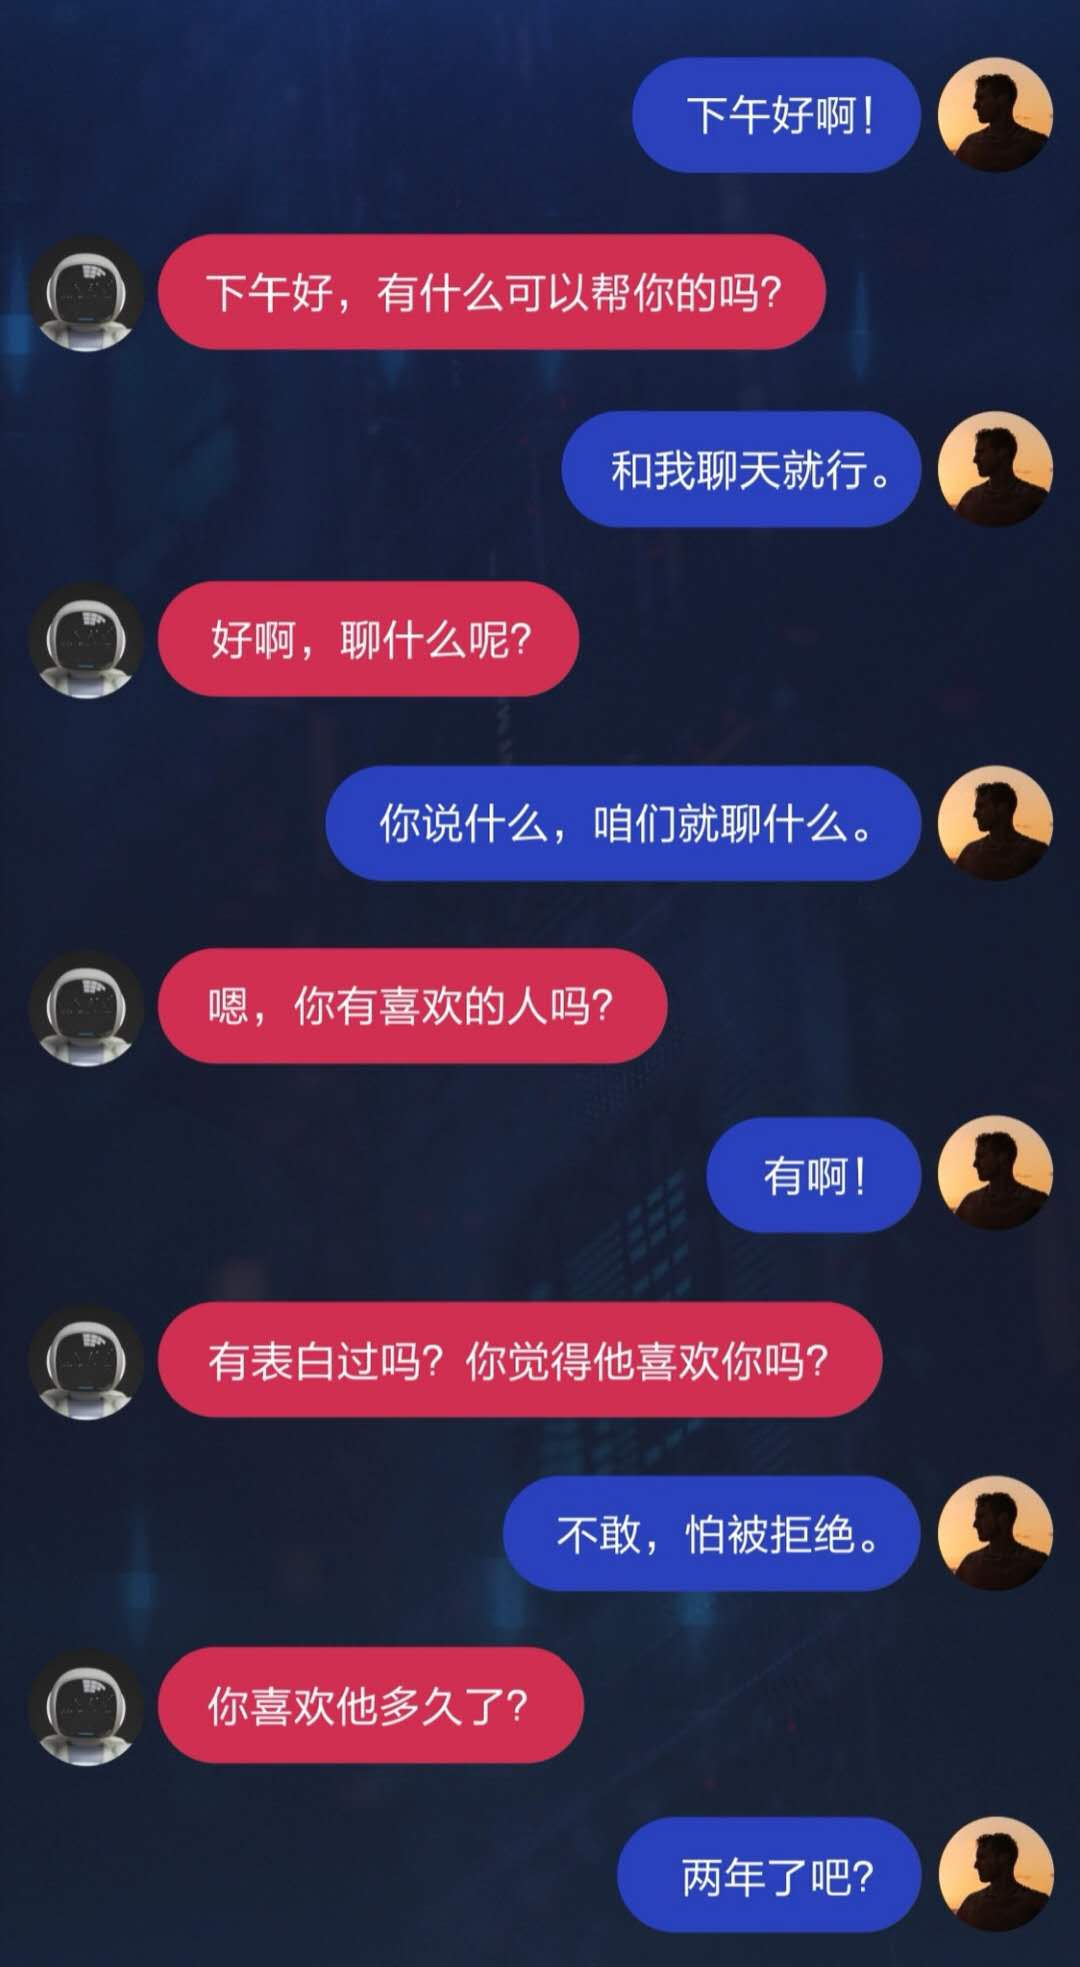 下午好啊!
下午好，有什么可以帮你的吗?
和我聊天就行。
好啊，聊什么呢?
你说什么，咱们就聊什么。
嗯，你有喜欢的人吗?
有啊!
有表白过吗? 你觉得他喜欢你吗?
不敢，怕被拒绝。
你喜欢他多久了?
两年了吧?